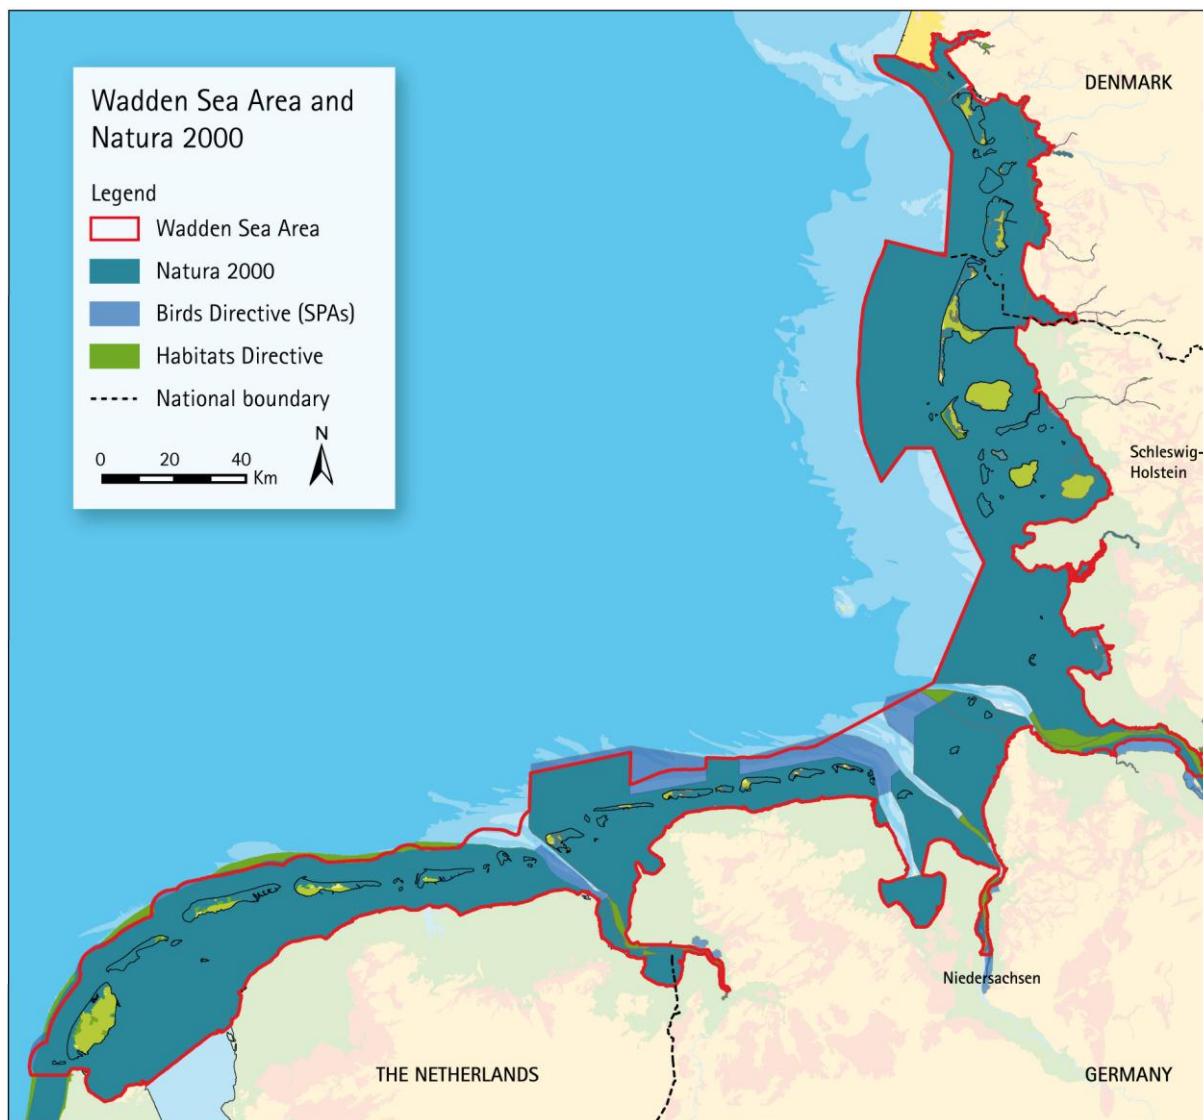 Wadden Sea Area and
Natura 2000
Legend
Wadden Sea Area
Natura 2000
Birds Directive (SPAs)
Habitats Directive
National boundary
N
0 20 40
Km
DENMARK
Schleswig-
Holstein
Niedersachsen
THE NETHERLANDS
GERMANY